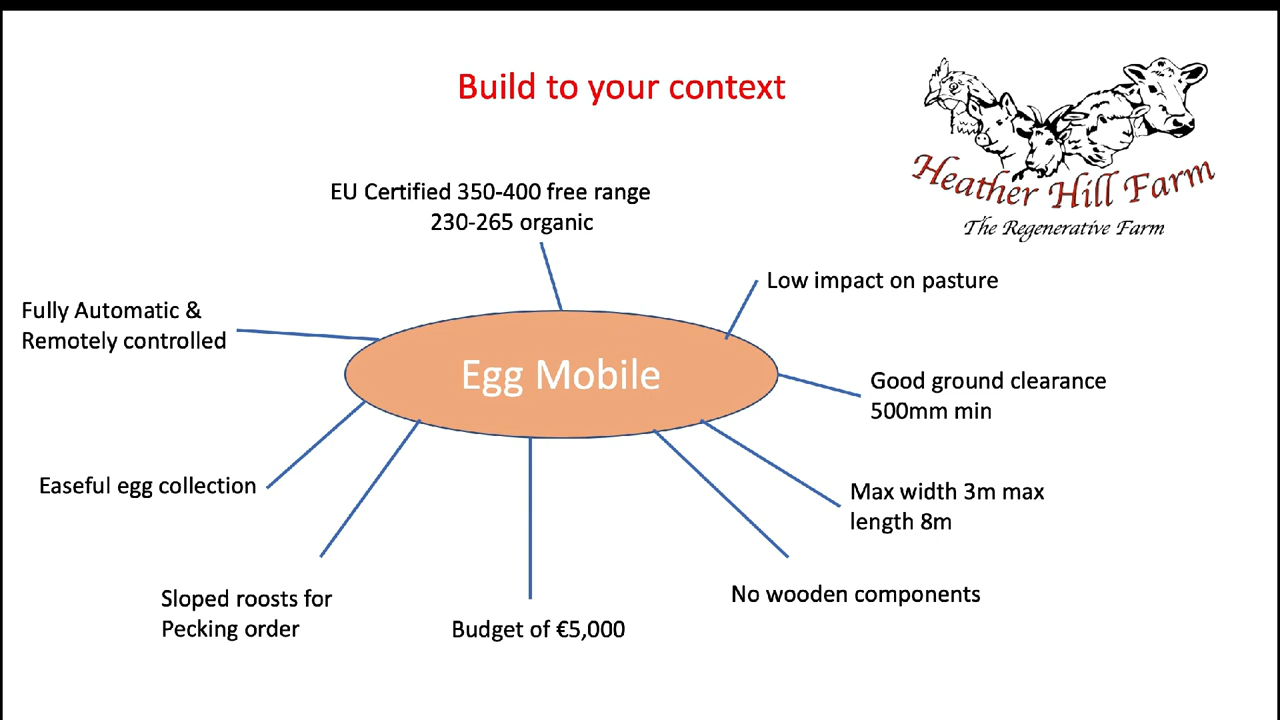 Build to your context
Heather Hill Farm
The Regenerative Farm
EU Certified 350-400 free range
230-265 organic
Low impact on pasture
Fully Automatic &
Remotely controlled
Egg Mobile
Good ground clearance
500mm min
Easeful egg collection
Max width 3m max
length 8m
Sloped roosts for
Pecking order
Budget of €5,000
No wooden components